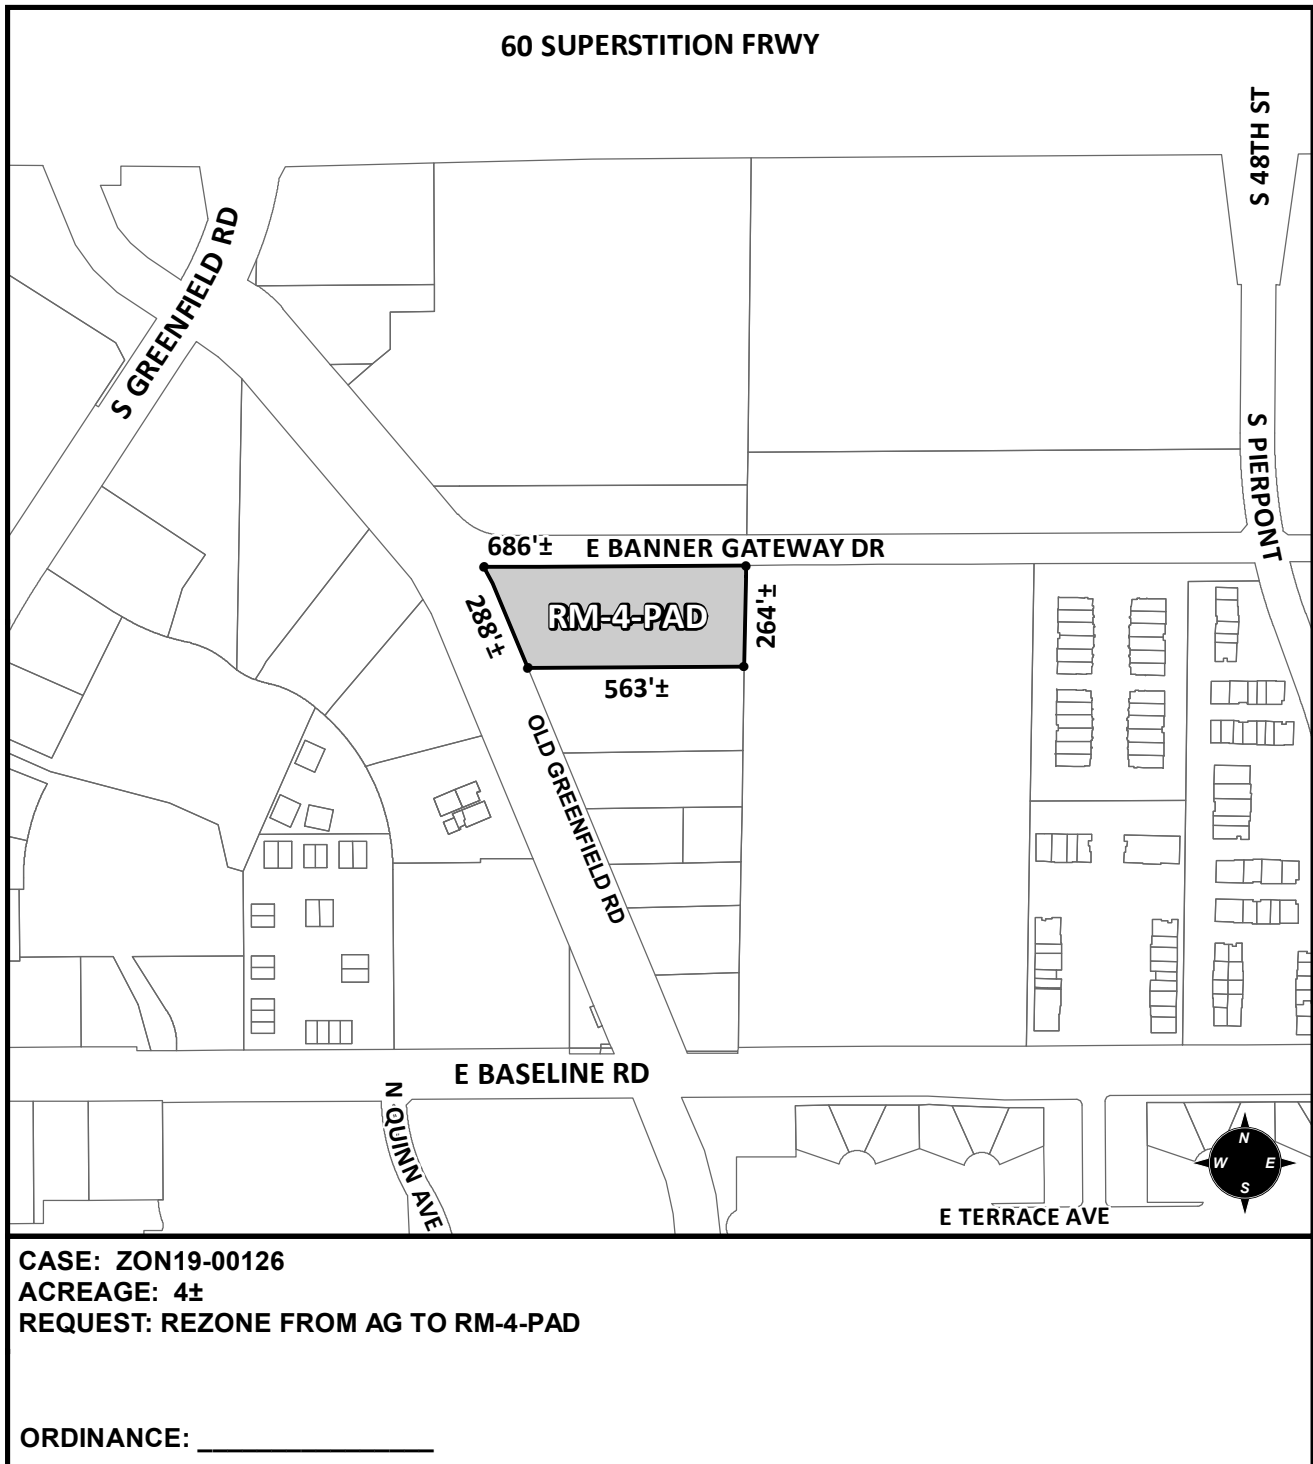 60 SUPERSTITION FRWY
S 48TH ST
S GREENFIELD RD
S PIERPONT
686'±
E BANNER GATEWAY DR
288'±
RM-4-PAD
264'±
563'±
OLD GREENFIELD RD
E BASELINE RD
N QUINN AVE
N
W E
S
E TERRACE AVE
CASE: ZON19-00126
ACREAGE: 4±
REQUEST: REZONE FROM AG TO RM-4-PAD
ORDINANCE: ________________